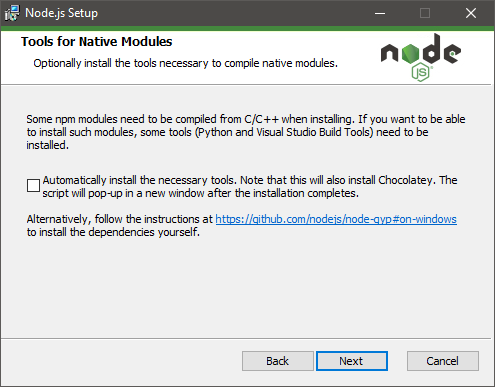 Node.js Setup
Tools for Native Modules
Optionally install the tools necessary to compile native modules.
node
JS
Some npm modules need to be compiled from C/C++ when installing. If you want to be able
to install such modules, some tools (Python and Visual Studio Build Tools) need to be
installed.
Automatically install the necessary tools. Note that this will also install Chocolatey. The
script will pop-up in a new window after the installation completes.
Alternatively, follow the instructions at https://github.com/nodejs/node-gyp#on-windows
to install the dependencies yourself.
Back
Next
Cancel